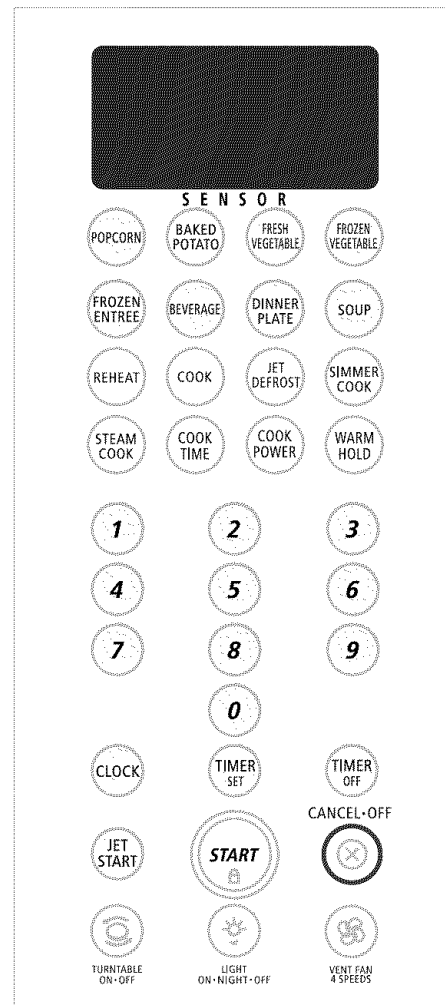 SENSOR
POPCORN
BAKED
POTATO
FRESH
VEGETABLE
FROZEN
VEGETABLE
FROZEN
ENTREE
BEVERAGE
DINNER
PLATE
SOUP
REHEAT
COOK
JET
DEFROST
SIMMER
COOK
STEAM
COOK
COOK
TIME
COOK
POWER
WARM
HOLD
1
2
3
4
5
6
7
8
9
0
CLOCK
TIMER
SET
TIMER
OFF
CANCEL•OFF
JET
START
START
TURNTABLE
ON•OFF
LIGHT
ON•NIGHT•OFF
VENT FAN
4 SPEEDS